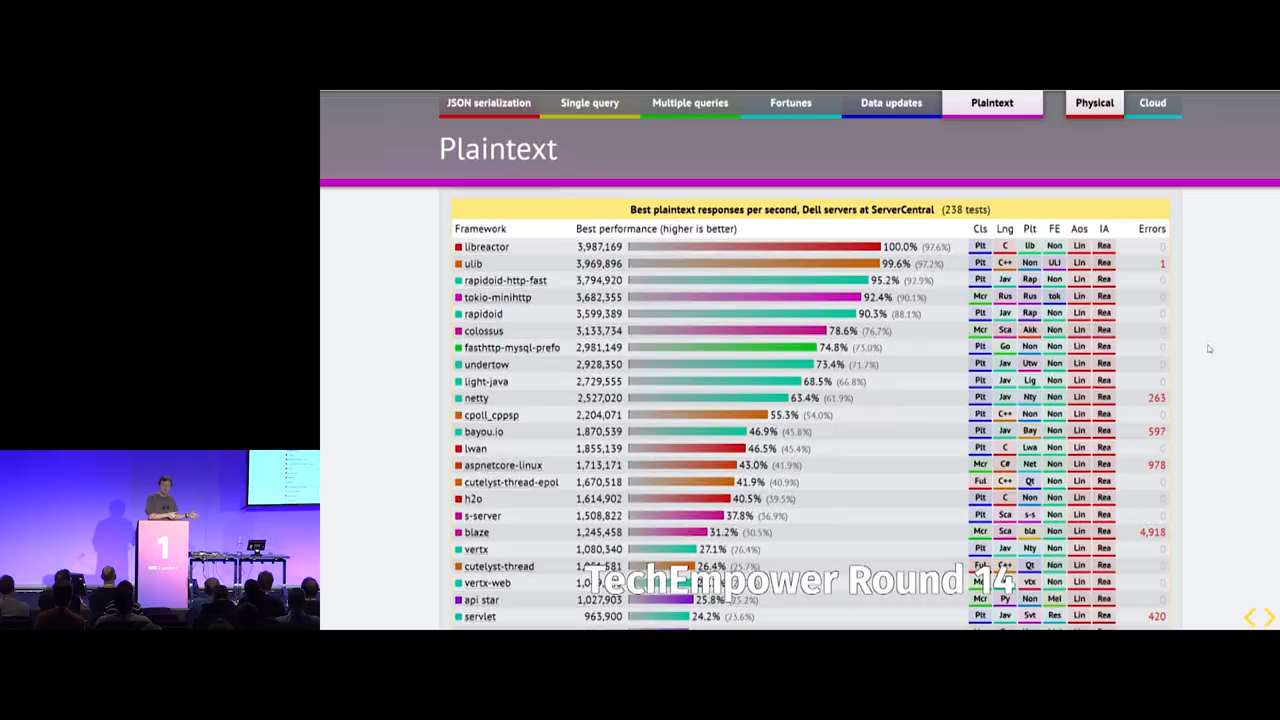 JSON serialization Single query Multiple queries Fortunes Data updates Plaintext Physical Cloud
Plaintext
Best plaintext responses per second, Dell servers at ServerCentral (238 tests)
Framework Best performance (higher is better) Cls Lng Plt FE Aos IA Errors
libreactor 3,987,169 100.0% (97.6%) Plt C lib Non Lin Rea 0
ulib 3,969,896 99.6% (97.2%) Plt C++ Non ULI Lin Rea 1
rapidoid-http-fast 3,794,920 95.2% (92.9%) Plt Jav Rap Non Lin Rea 0
tokio-minihttp 3,682,355 92.4% (90.1%) Mcr Rus Rus tok Lin Rea 0
rapidoid 3,599,389 90.3% (88.1%) Plt Jav Rap Non Lin Rea 0
colossus 3,133,734 78.6% (76.7%) Mcr Sca Akk Non Lin Rea 0
fasthttp-mysql-prefo 2,981,149 74.8% (73.0%) Plt Go Non Non Lin Rea 0
undertow 2,928,350 73.4% (71.7%) Plt Jav Utw Non Lin Rea 0
light-java 2,729,555 68.5% (66.8%) Plt Jav Lig Non Lin Rea 0
netty 2,527,020 63.4% (61.9%) Plt Jav Nty Non Lin Rea 263
cpoll_cppsp 2,204,071 55.3% (54.0%) Plt C++ Non Non Lin Rea 0
bayou.io 1,870,539 46.9% (45.8%) Plt Jav Bay Non Lin Rea 597
lwan 1,855,139 46.5% (45.4%) Plt C Lwa Non Lin Rea 0
aspnetcore-linux 1,713,171 43.0% (41.9%) Mcr C# Net Non Lin Rea 978
cutelyst-thread-epol 1,670,518 41.9% (40.9%) Ful C++ Qt Non Lin Rea 0
h2o 1,614,902 40.5% (39.5%) Plt C Non Non Lin Rea 0
s-server 1,508,822 37.8% (36.9%) Plt Sca s-s Non Lin Rea 0
blaze 1,245,458 31.2% (30.5%) Mcr Sca bla Non Lin Rea 4,918
vertx 1,080,340 27.1% (26.4%) Plt Jav Nty Non Lin Rea 0
cutelyst-thread 26.4% Ful C++ Qt Non Lin Rea 0
vertx-web vtx Non Lin Rea 0
TechEmpower Round 14
api star 1,027,903 25.8% (25.2%) Mcr Py Non Mei Lin Rea 0
servlet 963,900 24.2% (23.6%) Plt Jav Svt Res Lin Rea 420
1
< >